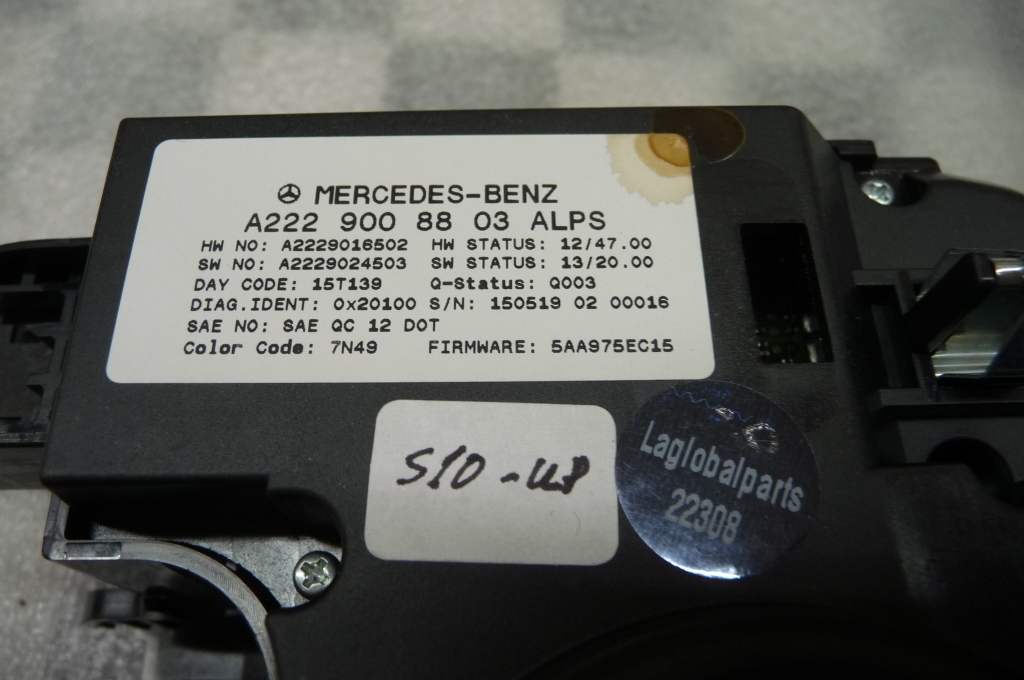 MERCEDES-BENZ
A222 900 88 03 ALPS
HW NO: A2229016502 HW STATUS: 12/47.00
SW NO: A2229024503 SW STATUS: 13/20.00
DAY CODE: 15T139 Q-Status: Q003
DIAG.IDENT: 0x20100 S/N: 150519 02 00016
SAE NO: SAE QC 12 DOT
Color Code: 7N49 FIRMWARE: 5AA975EC15
Laglobalparts
22308